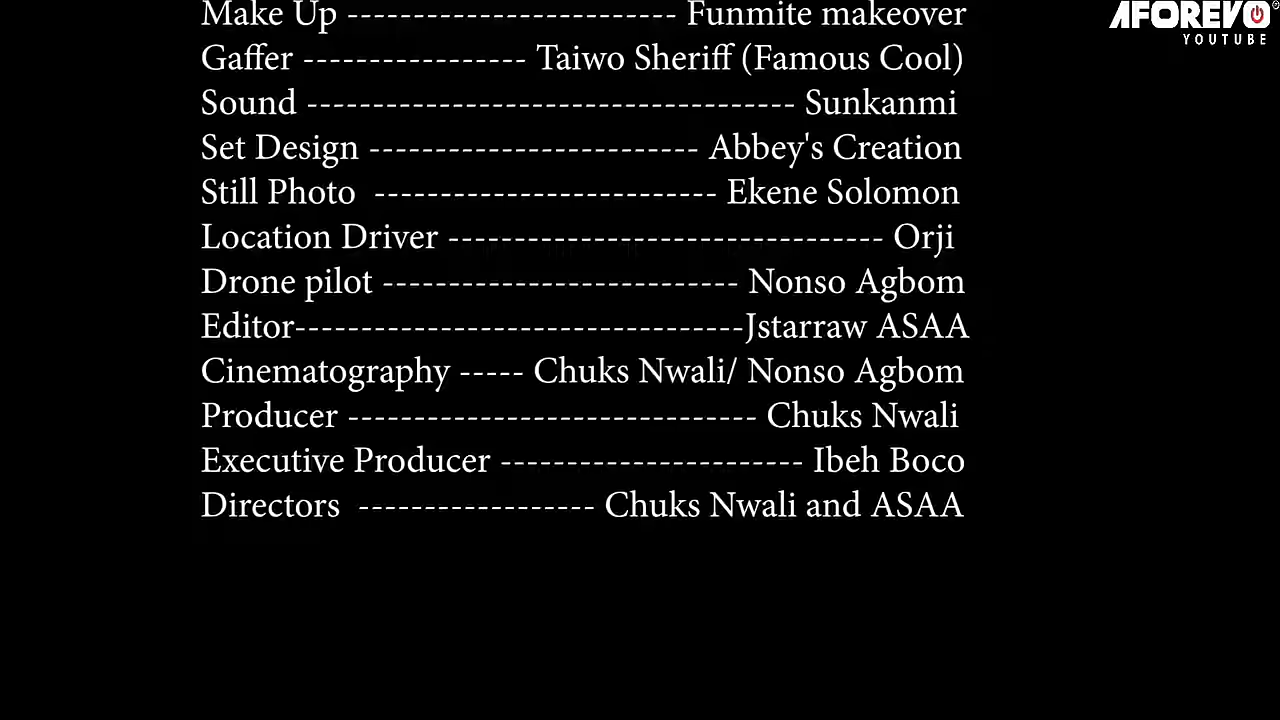 Make Up ------------------------- Funmite makeover
AFOREVO
YOUTUBE
Gaffer ----------------- Taiwo Sheriff (Famous Cool)
Sound ------------------------------------- Sunkanmi
Set Design ------------------------- Abbey's Creation
Still Photo -------------------------- Ekene Solomon
Location Driver --------------------------------- Orji
Drone pilot --------------------------- Nonso Agbom
Editor----------------------------------Jstarraw ASAA
Cinematography ----- Chuks Nwali/ Nonso Agbom
Producer ------------------------------- Chuks Nwali
Executive Producer ----------------------- Ibeh Boco
Directors ------------------ Chuks Nwali and ASAA